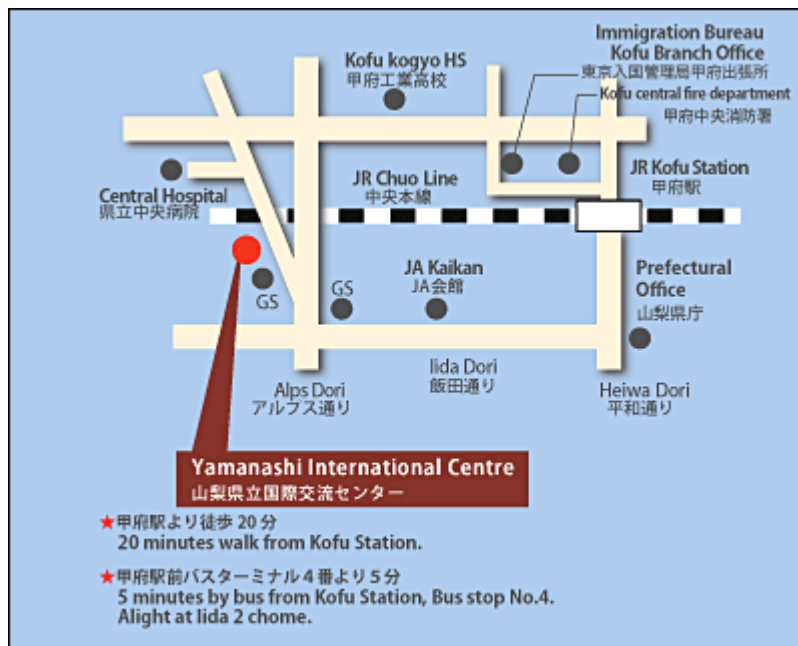 Immigration Bureau
Kofu Branch Office
東京入国管理局甲府出張所
Kofu kogyo HS
甲府工業高校
Kofu central fire department
甲府中央消防署
JR Kofu Station
甲府駅
JR Chuo Line
中央本線
Central Hospital
県立中央病院
JA Kaikan
JA会館
Prefectural
Office
山梨県庁
GS
GS
Iida Dori
飯田通り
Alps Dori
アルプス通り
Heiwa Dori
平和通り
Yamanashi International Centre
山梨県立国際交流センター
★甲府駅より徒歩20分
20 minutes walk from Kofu Station.
★甲府駅前バスターミナル4番より5分
5 minutes by bus from Kofu Station, Bus stop No.4.
Alight at Iida 2 chome.